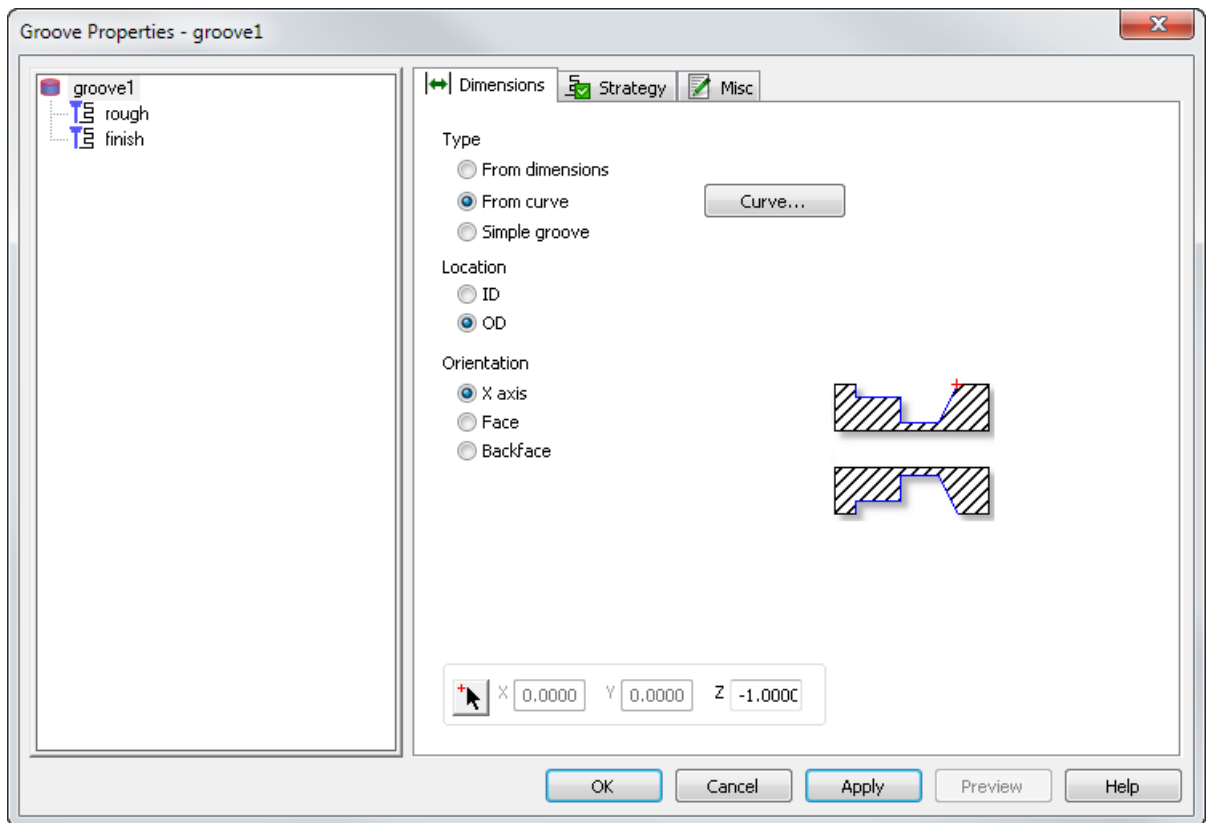 Groove Properties - groove1
groove1
rough
finish
Dimensions Strategy Misc
Type
From dimensions
From curve Curve...
Simple groove
Location
ID
OD
Orientation
X axis
Face
Backface
X 0.0000 Y 0.0000 Z -1.000C
OK Cancel Apply Preview Help